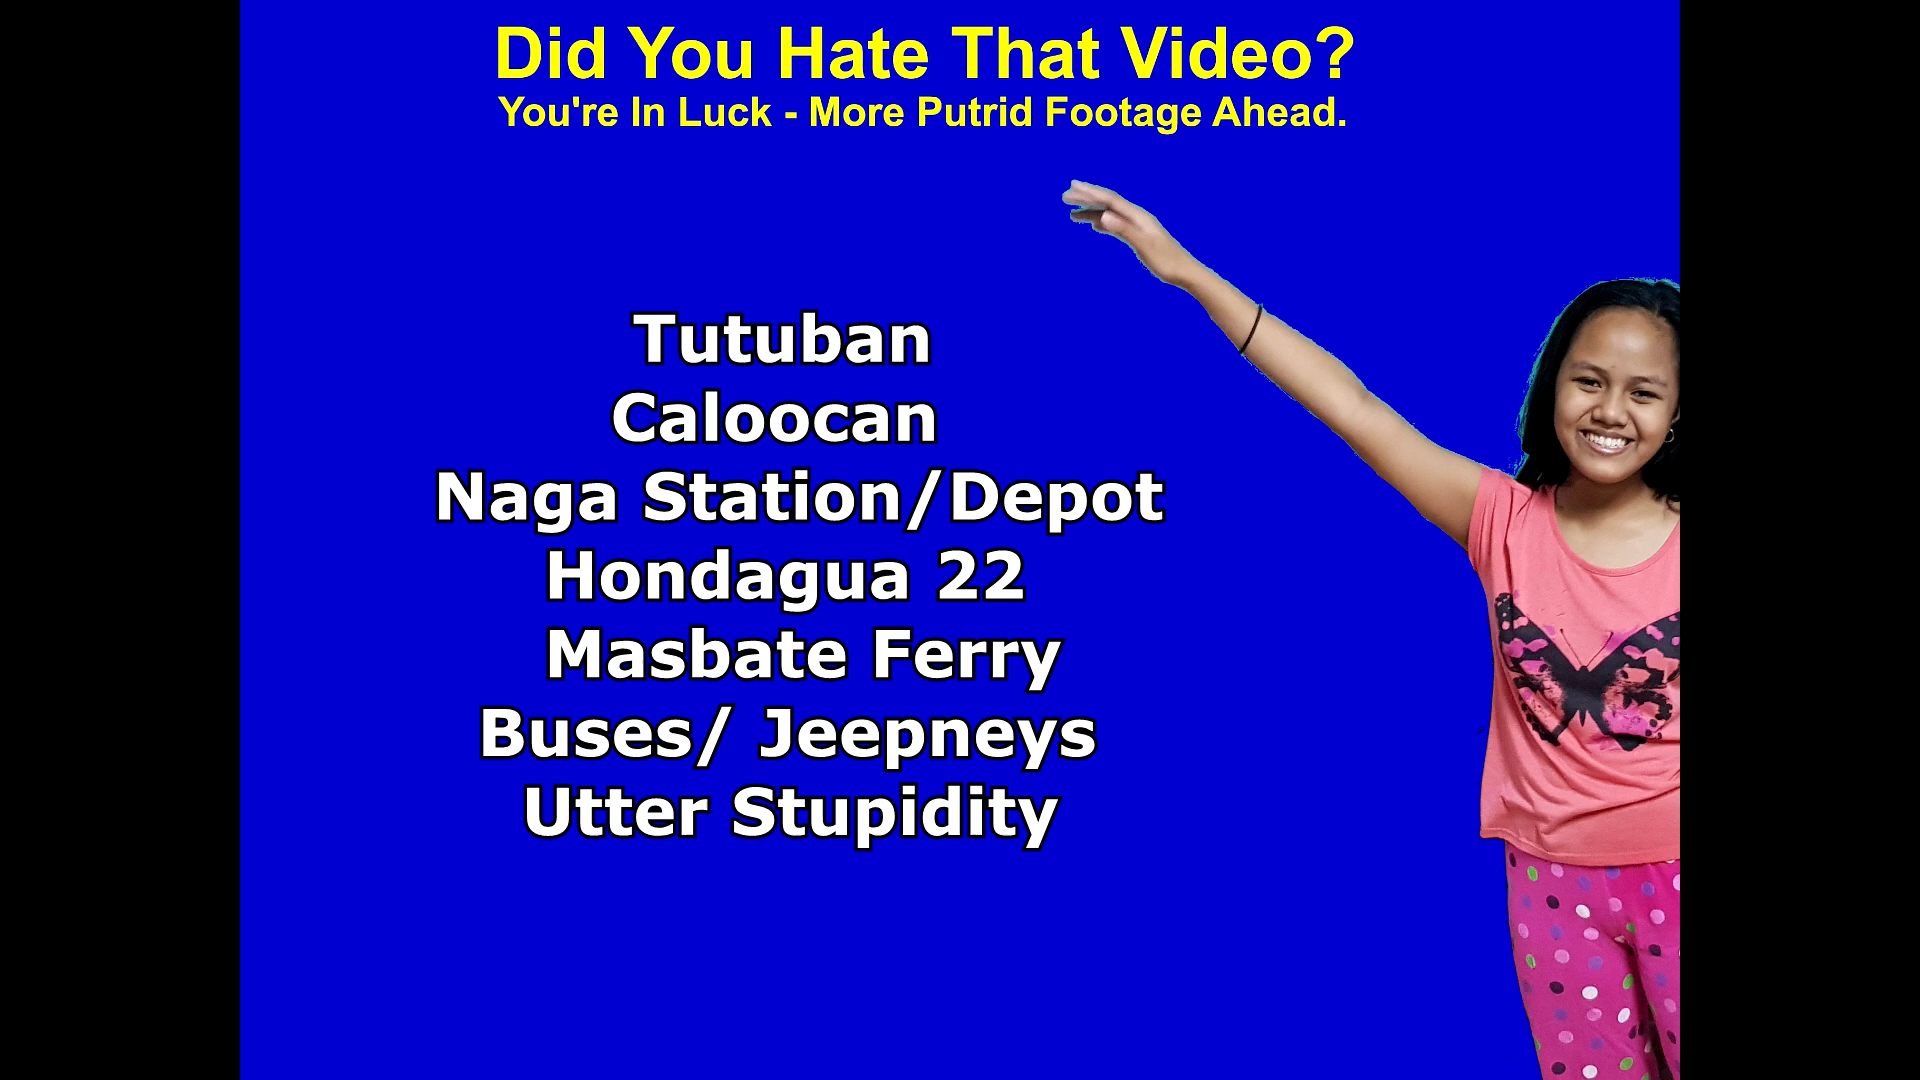 Did You Hate That Video?
You're In Luck - More Putrid Footage Ahead.
Tutuban
Caloocan
Naga Station/Depot
Hondagua 22
Masbate Ferry
Buses/ Jeepneys
Utter Stupidity